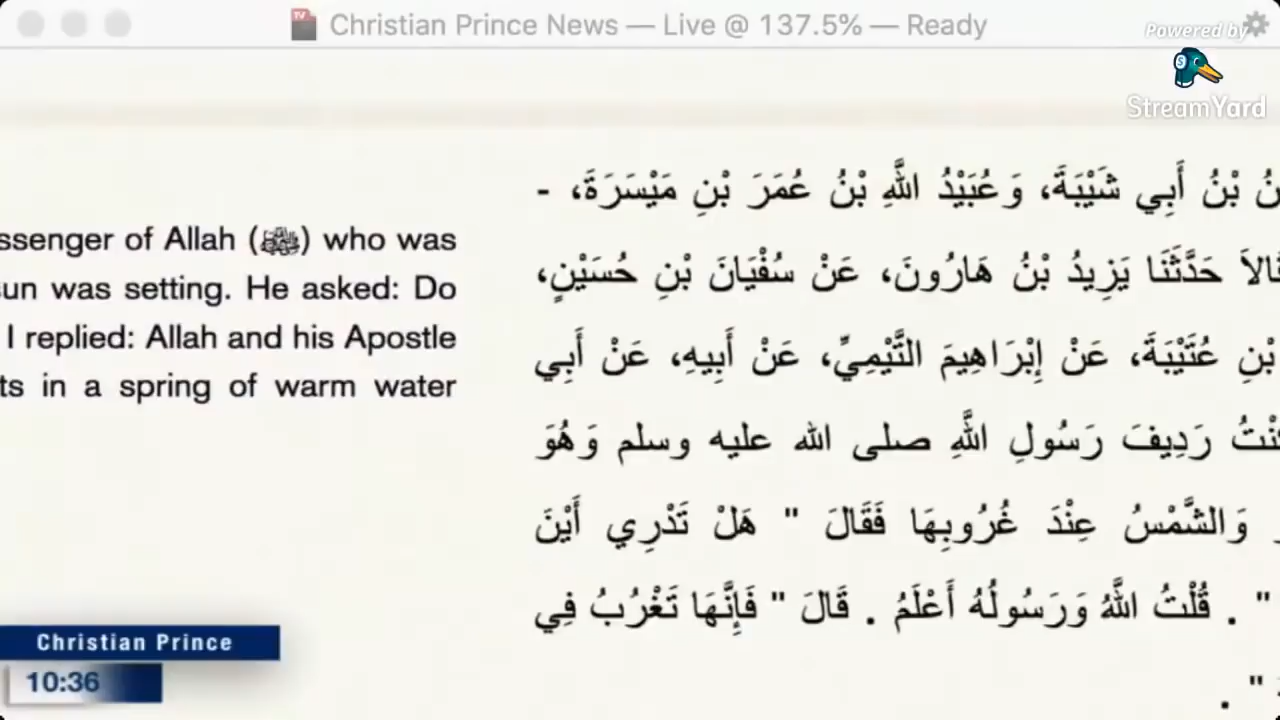 Christian Prince News — Live @ 137.5% — Ready
Powered by
StreamYard
ssenger of Allah (ﷺ) who was
sun was setting. He asked: Do
I replied: Allah and his Apostle
ts in a spring of warm water
بْنُ أَبِي شَيْبَةَ، وَعُبَيْدُ اللَّهِ بْنُ عُمَرَ بْنِ مَيْسَرَةَ، -
قَالاَ حَدَّثَنَا يَزِيدُ بْنُ هَارُونَ، عَنْ سُفْيَانَ بْنِ حُسَيْنٍ،
بْنِ عُتَيْبَةَ، عَنْ إِبْرَاهِيمَ التَّيْمِيِّ، عَنْ أَبِيهِ، عَنْ أَبِي
كُنْتُ رَدِيفَ رَسُولِ اللَّهِ صلى الله عليه وسلم وَهُوَ
وَالشَّمْسُ عِنْدَ غُرُوبِهَا فَقَالَ " هَلْ تَدْرِي أَيْنَ
" . قُلْتُ اللَّهُ وَرَسُولُهُ أَعْلَمُ . قَالَ " فَإِنَّهَا تَغْرُبُ فِي
" .
Christian Prince
10:36